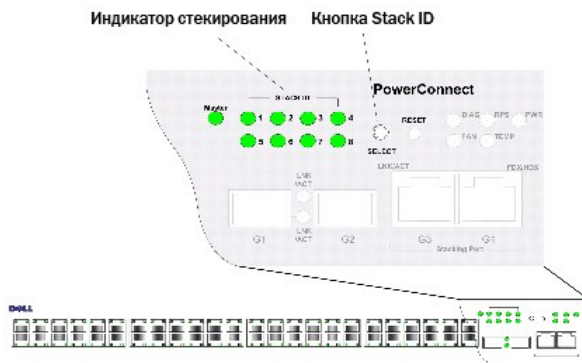 Индикатор стекирования Кнопка Stack ID
PowerConnect
STACK ID
Master 1 2 3 4
5 6 7 8
SELECT
RESET
DIAG RPS PWR
FAN TEMP
LNK/ACT FDX/HDX
LNK
/ACT
LNK
/ACT
G1 G2 G3 G4
Stacking Port
DELL